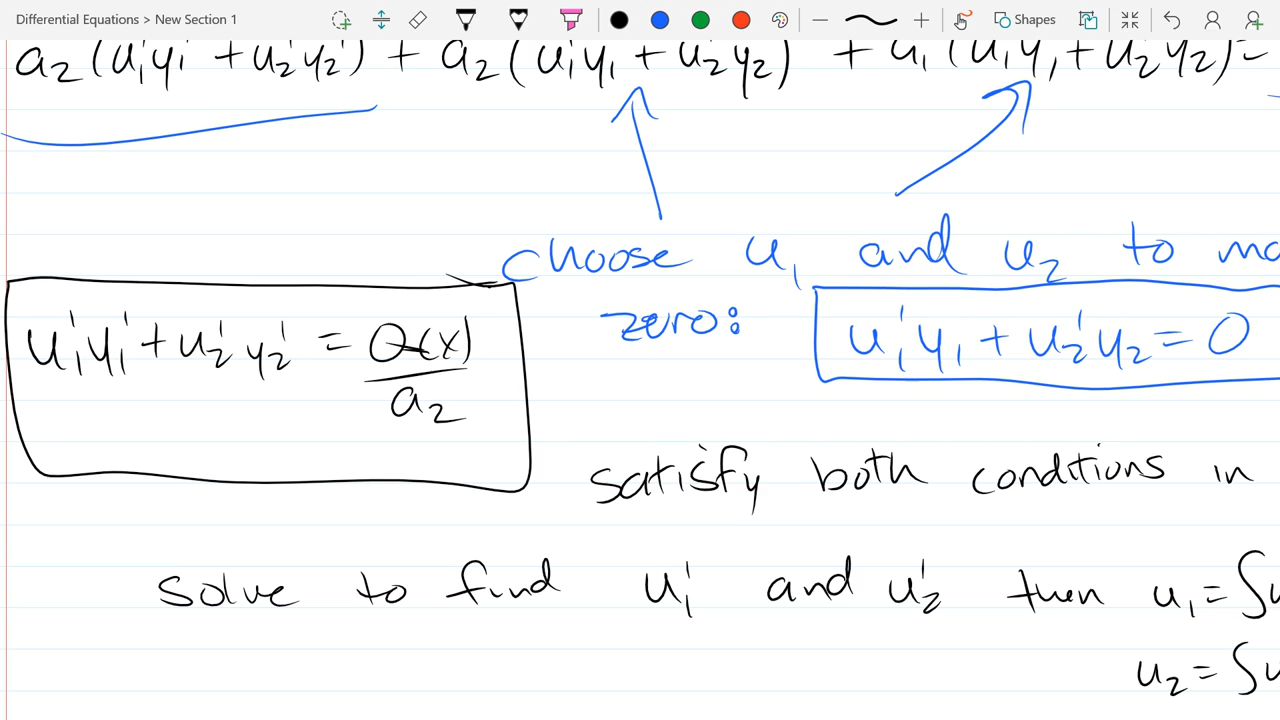 Differential Equations > New Section 1
Shapes
a₂(u₁'y₁' + u₂'y₂') + a₂(u₁'y₁ + u₂'y₂)' + a₁(u₁'y₁ + u₂'y₂) =
choose u₁ and u₂ to
zero: u₁'y₁ + u₂'y₂ = 0
u₁'y₁' + u₂'y₂' = Q(x)/a₂
satisfy both conditions in
solve to find u₁' and u₂' then u₁ = ∫u
u₂ = ∫u